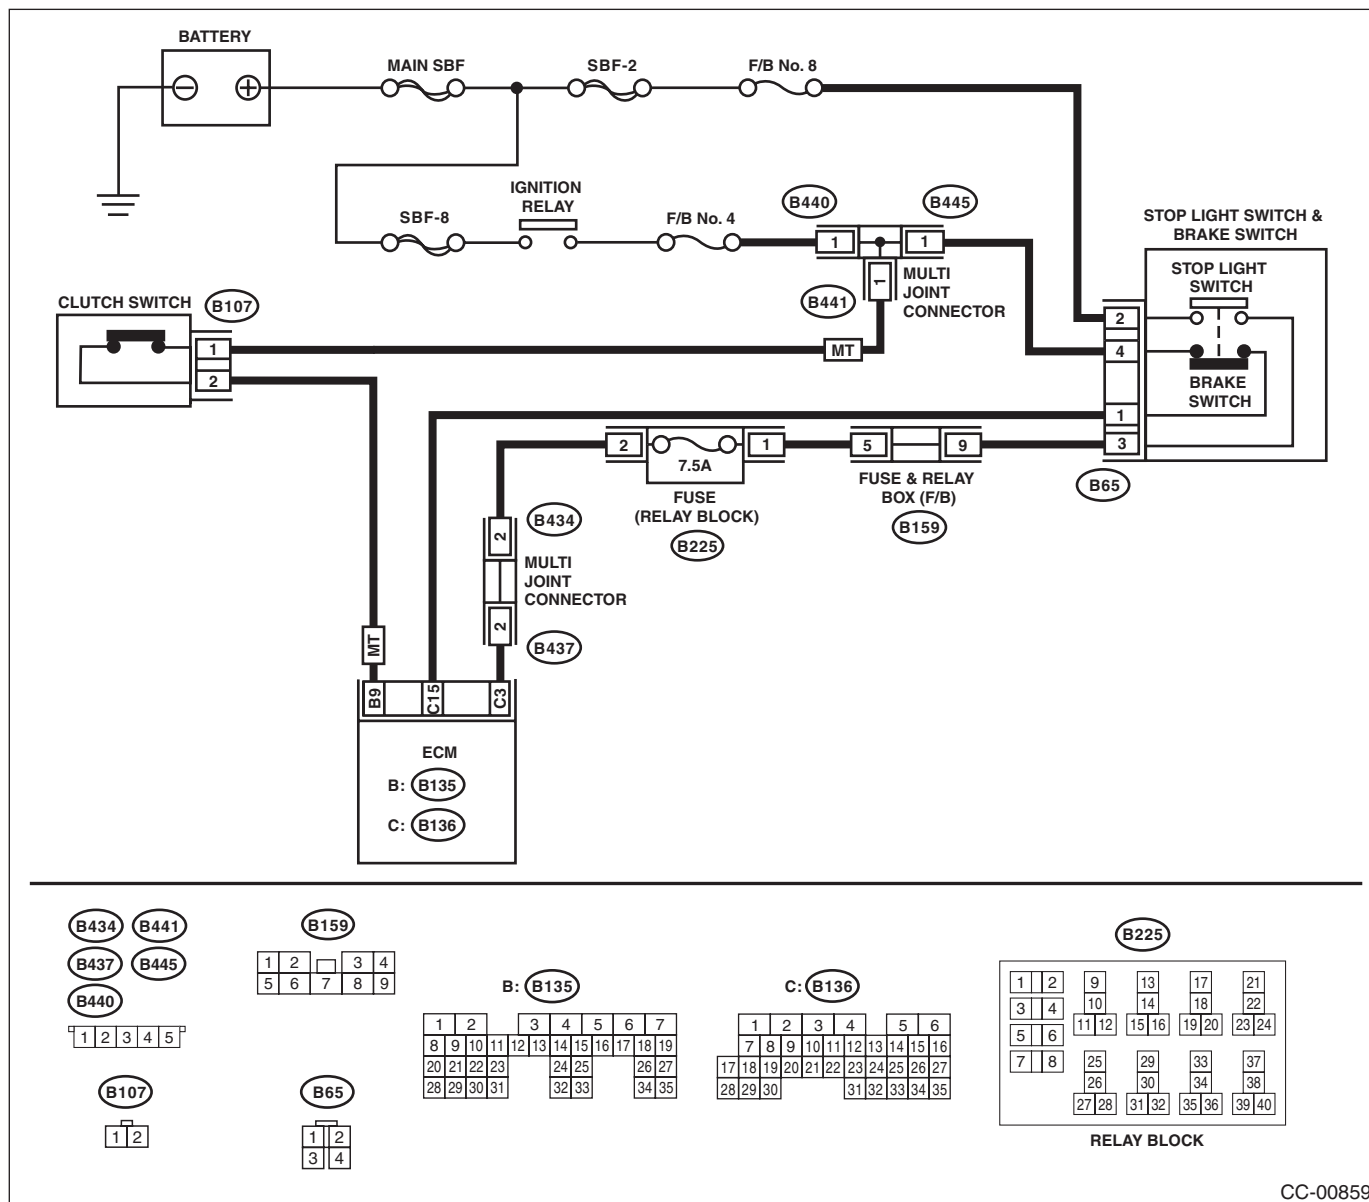 BATTERY
MAIN SBF
SBF-2
F/B No. 8
SBF-8
IGNITION
RELAY
F/B No. 4
B440
B445
1
1
1
B441
MULTI
JOINT
CONNECTOR
STOP LIGHT SWITCH &
BRAKE SWITCH
STOP LIGHT
SWITCH
BRAKE
SWITCH
2
4
1
3
B65
CLUTCH SWITCH
B107
1
2
MT
2
7.5A
1
FUSE
(RELAY BLOCK)
B225
5
9
FUSE & RELAY
BOX (F/B)
B159
B434
2
MULTI
JOINT
CONNECTOR
2
B437
MT
B9
C15
C3
ECM
B: B135
C: B136
B434 B441
B437 B445
B440
1 2 3 4 5
B107
1 2
B159
1 2 3 4
5 6 7 8 9
B65
1 2
3 4
B: B135
1 2 3 4 5 6 7
8 9 10 11 12 13 14 15 16 17 18 19
20 21 22 23 24 25 26 27
28 29 30 31 32 33 34 35
C: B136
1 2 3 4 5 6
7 8 9 10 11 12 13 14 15 16
17 18 19 20 21 22 23 24 25 26 27
28 29 30 31 32 33 34 35
B225
1 2 9 13 17 21
3 4 10 14 18 22
5 6 11 12 15 16 19 20 23 24
7 8 25 29 33 37
26 30 34 38
27 28 31 32 35 36 39 40
RELAY BLOCK
CC-00859